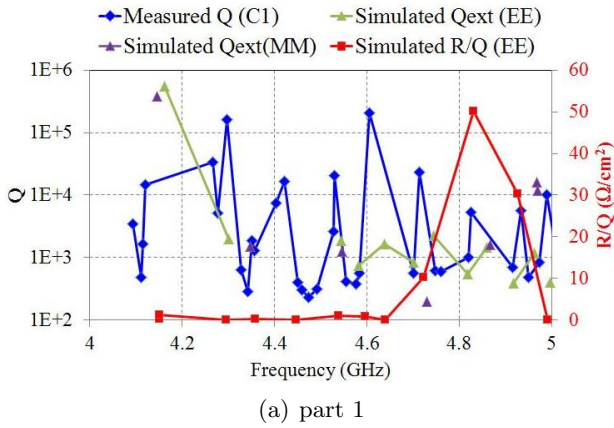 Measured Q (C1) Simulated Qext (EE)
Simulated Qext(MM) Simulated R/Q (EE)
1E+6
1E+5
1E+4
1E+3
1E+2
Q
60
50
40
30
20
10
0
R/Q (Ω/cm²)
4 4.2 4.4 4.6 4.8 5
Frequency (GHz)
(a) part 1